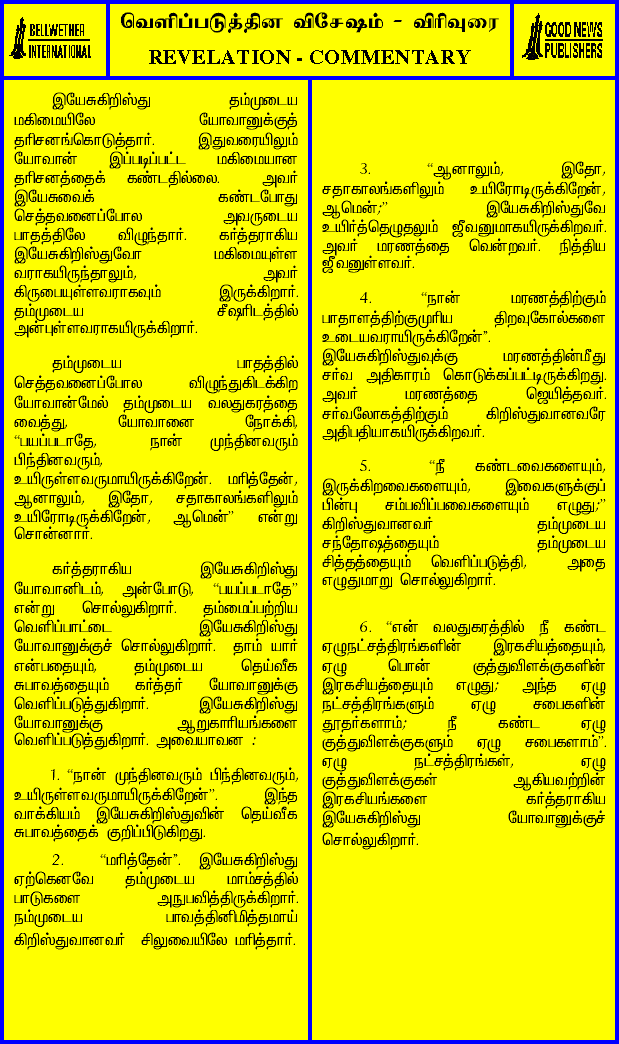 BELLWETHER
INTERNATIONAL
வெளிப்படுத்தின விசேஷம் - விரிவுரை
REVELATION - COMMENTARY
GOOD NEWS
PUBLISHERS
இயேசுகிறிஸ்து தம்முடைய
மகிமையிலே யோவானுக்குத்
தரிசனங்கொடுத்தார். இதுவரையிலும்
யோவான் இப்படிப்பட்ட மகிமையான
தரிசனத்தைக் கண்டதில்லை. அவர்
இயேசுவைக் கண்டபோது
செத்தவனைப்போல அவருடைய
பாதத்திலே விழுந்தார். கர்த்தராகிய
இயேசுகிறிஸ்துவோ மகிமையுள்ள
வராகயிருந்தாலும், அவர்
கிருபையுள்ளவராகவும் இருக்கிறார்.
தம்முடைய சீஷரிடத்தில்
அன்புள்ளவராகயிருக்கிறார்.
தம்முடைய பாதத்தில்
செத்தவனைப்போல விழுந்துகிடக்கிற
யோவான்மேல் தம்முடைய வலதுகரத்தை
வைத்து, யோவானை நோக்கி,
“பயப்படாதே, நான் முந்தினவரும்
பிந்தினவரும்,
உயிருள்ளவருமாயிருக்கிறேன். மரித்தேன்,
ஆனாலும், இதோ, சதாகாலங்களிலும்
உயிரோடிருக்கிறேன், ஆமென்” என்று
சொன்னார்.
கர்த்தராகிய இயேசுகிறிஸ்து
யோவானிடம், அன்போடு, “பயப்படாதே”
என்று சொல்லுகிறார். தம்மைப்பற்றிய
வெளிப்பாட்டை இயேசுகிறிஸ்து
யோவானுக்குச் சொல்லுகிறார். தாம் யார்
என்பதையும், தம்முடைய தெய்வீக
சுபாவத்தையும் கர்த்தர் யோவானுக்கு
வெளிப்படுத்துகிறார். இயேசுகிறிஸ்து
யோவானுக்கு ஆறுகாரியங்களை
வெளிப்படுத்துகிறார். அவையாவன :
1. “நான் முந்தினவரும் பிந்தினவரும்,
உயிருள்ளவருமாயிருக்கிறேன்”. இந்த
வாக்கியம் இயேசுகிறிஸ்துவின் தெய்வீக
சுபாவத்தைக் குறிப்பிடுகிறது.
2. “மரித்தேன்”. இயேசுகிறிஸ்து
ஏற்கெனவே தம்முடைய மாம்சத்தில்
பாடுகளை அநுபவித்திருக்கிறார்.
நம்முடைய பாவத்தினிமித்தமாய்
கிறிஸ்துவானவர் சிலுவையிலே மரித்தார்.
3. “ஆனாலும், இதோ,
சதாகாலங்களிலும் உயிரோடிருக்கிறேன்,
ஆமென்;” இயேசுகிறிஸ்துவே
உயிர்த்தெழுதலும் ஜீவனுமாகயிருக்கிறவர்.
அவர் மரணத்தை வென்றவர். நித்திய
ஜீவனுள்ளவர்.
4. “நான் மரணத்திற்கும்
பாதாளத்திற்குமுரிய திறவுகோல்களை
உடையவராயிருக்கிறேன்”.
இயேசுகிறிஸ்துவுக்கு மரணத்தின்மீது
சர்வ அதிகாரம் கொடுக்கப்பட்டிருக்கிறது.
அவர் மரணத்தை ஜெயித்தவர்.
சர்வலோகத்திற்கும் கிறிஸ்துவானவரே
அதிபதியாகயிருக்கிறவர்.
5. “நீ கண்டவைகளையும்,
இருக்கிறவைகளையும், இவைகளுக்குப்
பின்பு சம்பவிப்பவைகளையும் எழுது;”
கிறிஸ்துவானவர் தம்முடைய
சந்தோஷத்தையும் தம்முடைய
சித்தத்தையும் வெளிப்படுத்தி, அதை
எழுதுமாறு சொல்லுகிறார்.
6. “என் வலதுகரத்தில் நீ கண்ட
ஏழுநட்சத்திரங்களின் இரகசியத்தையும்,
ஏழு பொன் குத்துவிளக்குகளின்
இரகசியத்தையும் எழுது; அந்த ஏழு
நட்சத்திரங்களும் ஏழு சபைகளின்
தூதர்களாம்; நீ கண்ட ஏழு
குத்துவிளக்குகளும் ஏழு சபைகளாம்”.
ஏழு நட்சத்திரங்கள், ஏழு
குத்துவிளக்குகள் ஆகியவற்றின்
இரகசியங்களை கர்த்தராகிய
இயேசுகிறிஸ்து யோவானுக்குச்
சொல்லுகிறார்.